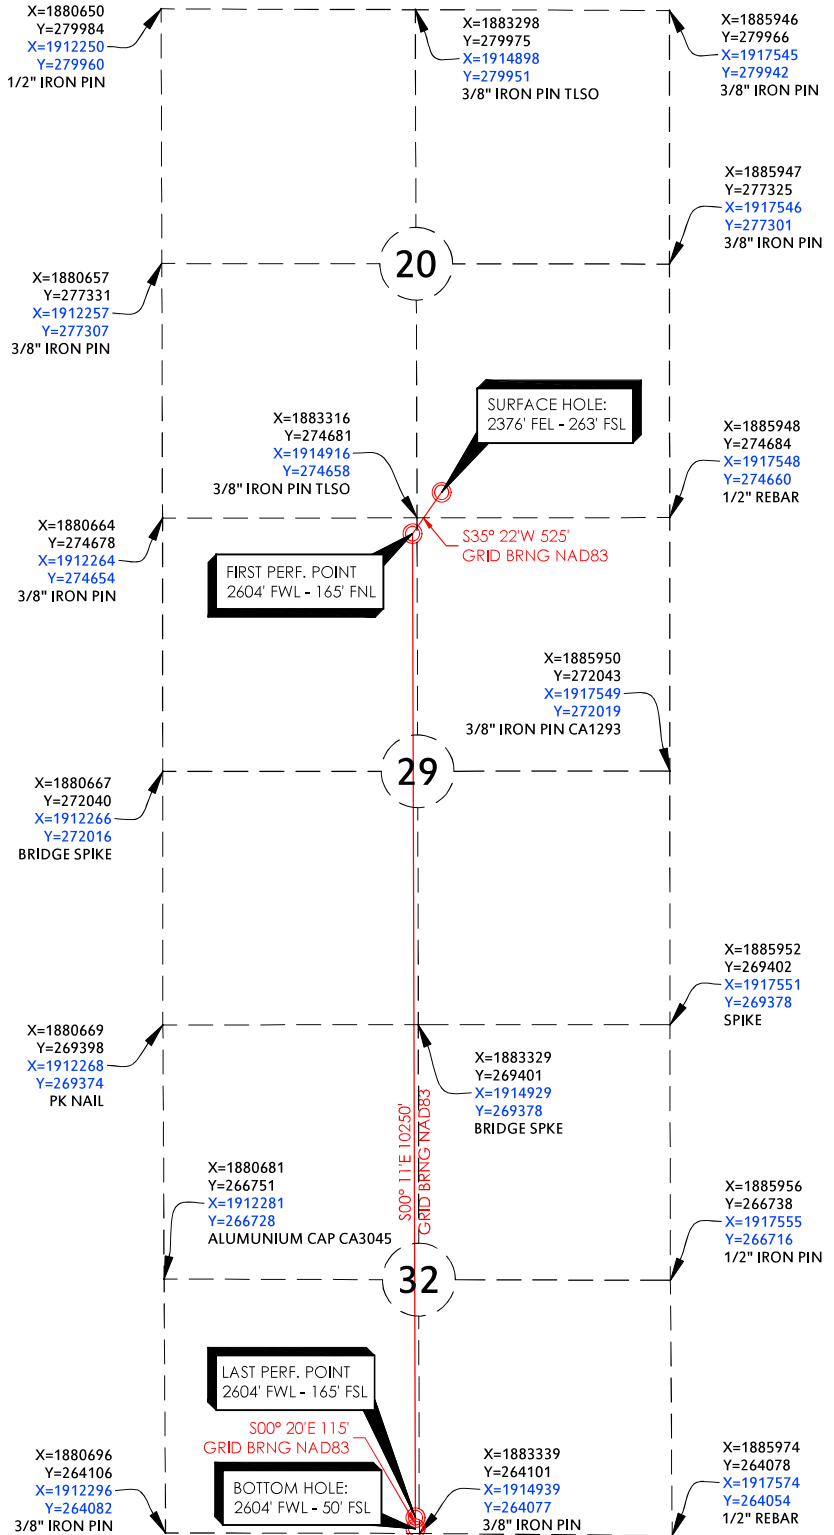 X=1880650
Y=279984
X=1912250
Y=279960
1/2" IRON PIN
X=1883298
Y=279975
X=1914898
Y=279951
3/8" IRON PIN TLSO
X=1885946
Y=279966
X=1917545
Y=279942
3/8" IRON PIN
X=1885947
Y=277325
X=1917546
Y=277301
3/8" IRON PIN
20
X=1880657
Y=277331
X=1912257
Y=277307
3/8" IRON PIN
SURFACE HOLE:
2376' FEL - 263' FSL
X=1883316
Y=274681
X=1914916
Y=274658
3/8" IRON PIN TLSO
X=1885948
Y=274684
X=1917548
Y=274660
1/2" REBAR
X=1880664
Y=274678
X=1912264
Y=274654
3/8" IRON PIN
S35° 22'W 525'
GRID BRNG NAD83
FIRST PERF. POINT
2604' FWL - 165' FNL
X=1885950
Y=272043
X=1917549
Y=272019
3/8" IRON PIN CA1293
29
X=1880667
Y=272040
X=1912266
Y=272016
BRIDGE SPIKE
X=1885952
Y=269402
X=1917551
Y=269378
SPIKE
X=1880669
Y=269398
X=1912268
Y=269374
PK NAIL
X=1883329
Y=269401
X=1914929
Y=269378
BRIDGE SPKE
S00° 11'E 10250'
GRID BRNG NAD83
X=1880681
Y=266751
X=1912281
Y=266728
ALUMUNIUM CAP CA3045
X=1885956
Y=266738
X=1917555
Y=266716
1/2" IRON PIN
32
LAST PERF. POINT
2604' FWL - 165' FSL
S00° 20'E 115'
GRID BRNG NAD83
X=1880696
Y=264106
X=1912296
Y=264082
3/8" IRON PIN
BOTTOM HOLE:
2604' FWL - 50' FSL
X=1883339
Y=264101
X=1914939
Y=264077
3/8" IRON PIN
X=1885974
Y=264078
X=1917574
Y=264054
1/2" REBAR